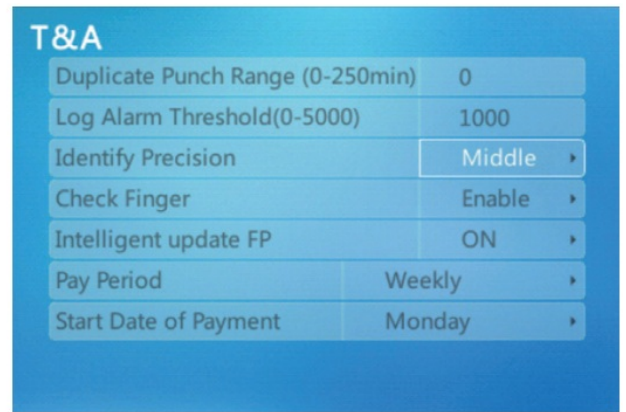 T&A
Duplicate Punch Range (0-250min) 0
Log Alarm Threshold(0-5000) 1000
Identify Precision Middle
Check Finger Enable
Intelligent update FP ON
Pay Period Weekly
Start Date of Payment Monday